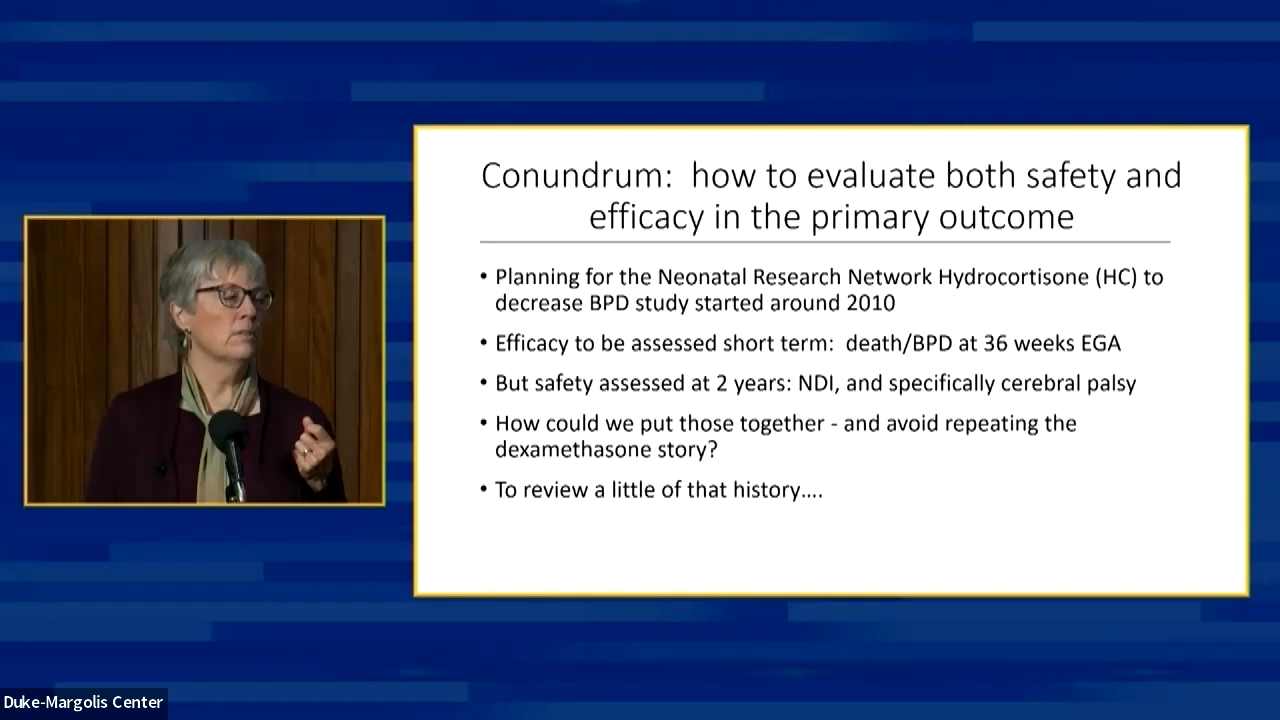 Conundrum: how to evaluate both safety and
efficacy in the primary outcome
• Planning for the Neonatal Research Network Hydrocortisone (HC) to
decrease BPD study started around 2010
• Efficacy to be assessed short term: death/BPD at 36 weeks EGA
• But safety assessed at 2 years: NDI, and specifically cerebral palsy
• How could we put those together - and avoid repeating the
dexamethasone story?
• To review a little of that history....
Duke-Margolis Center